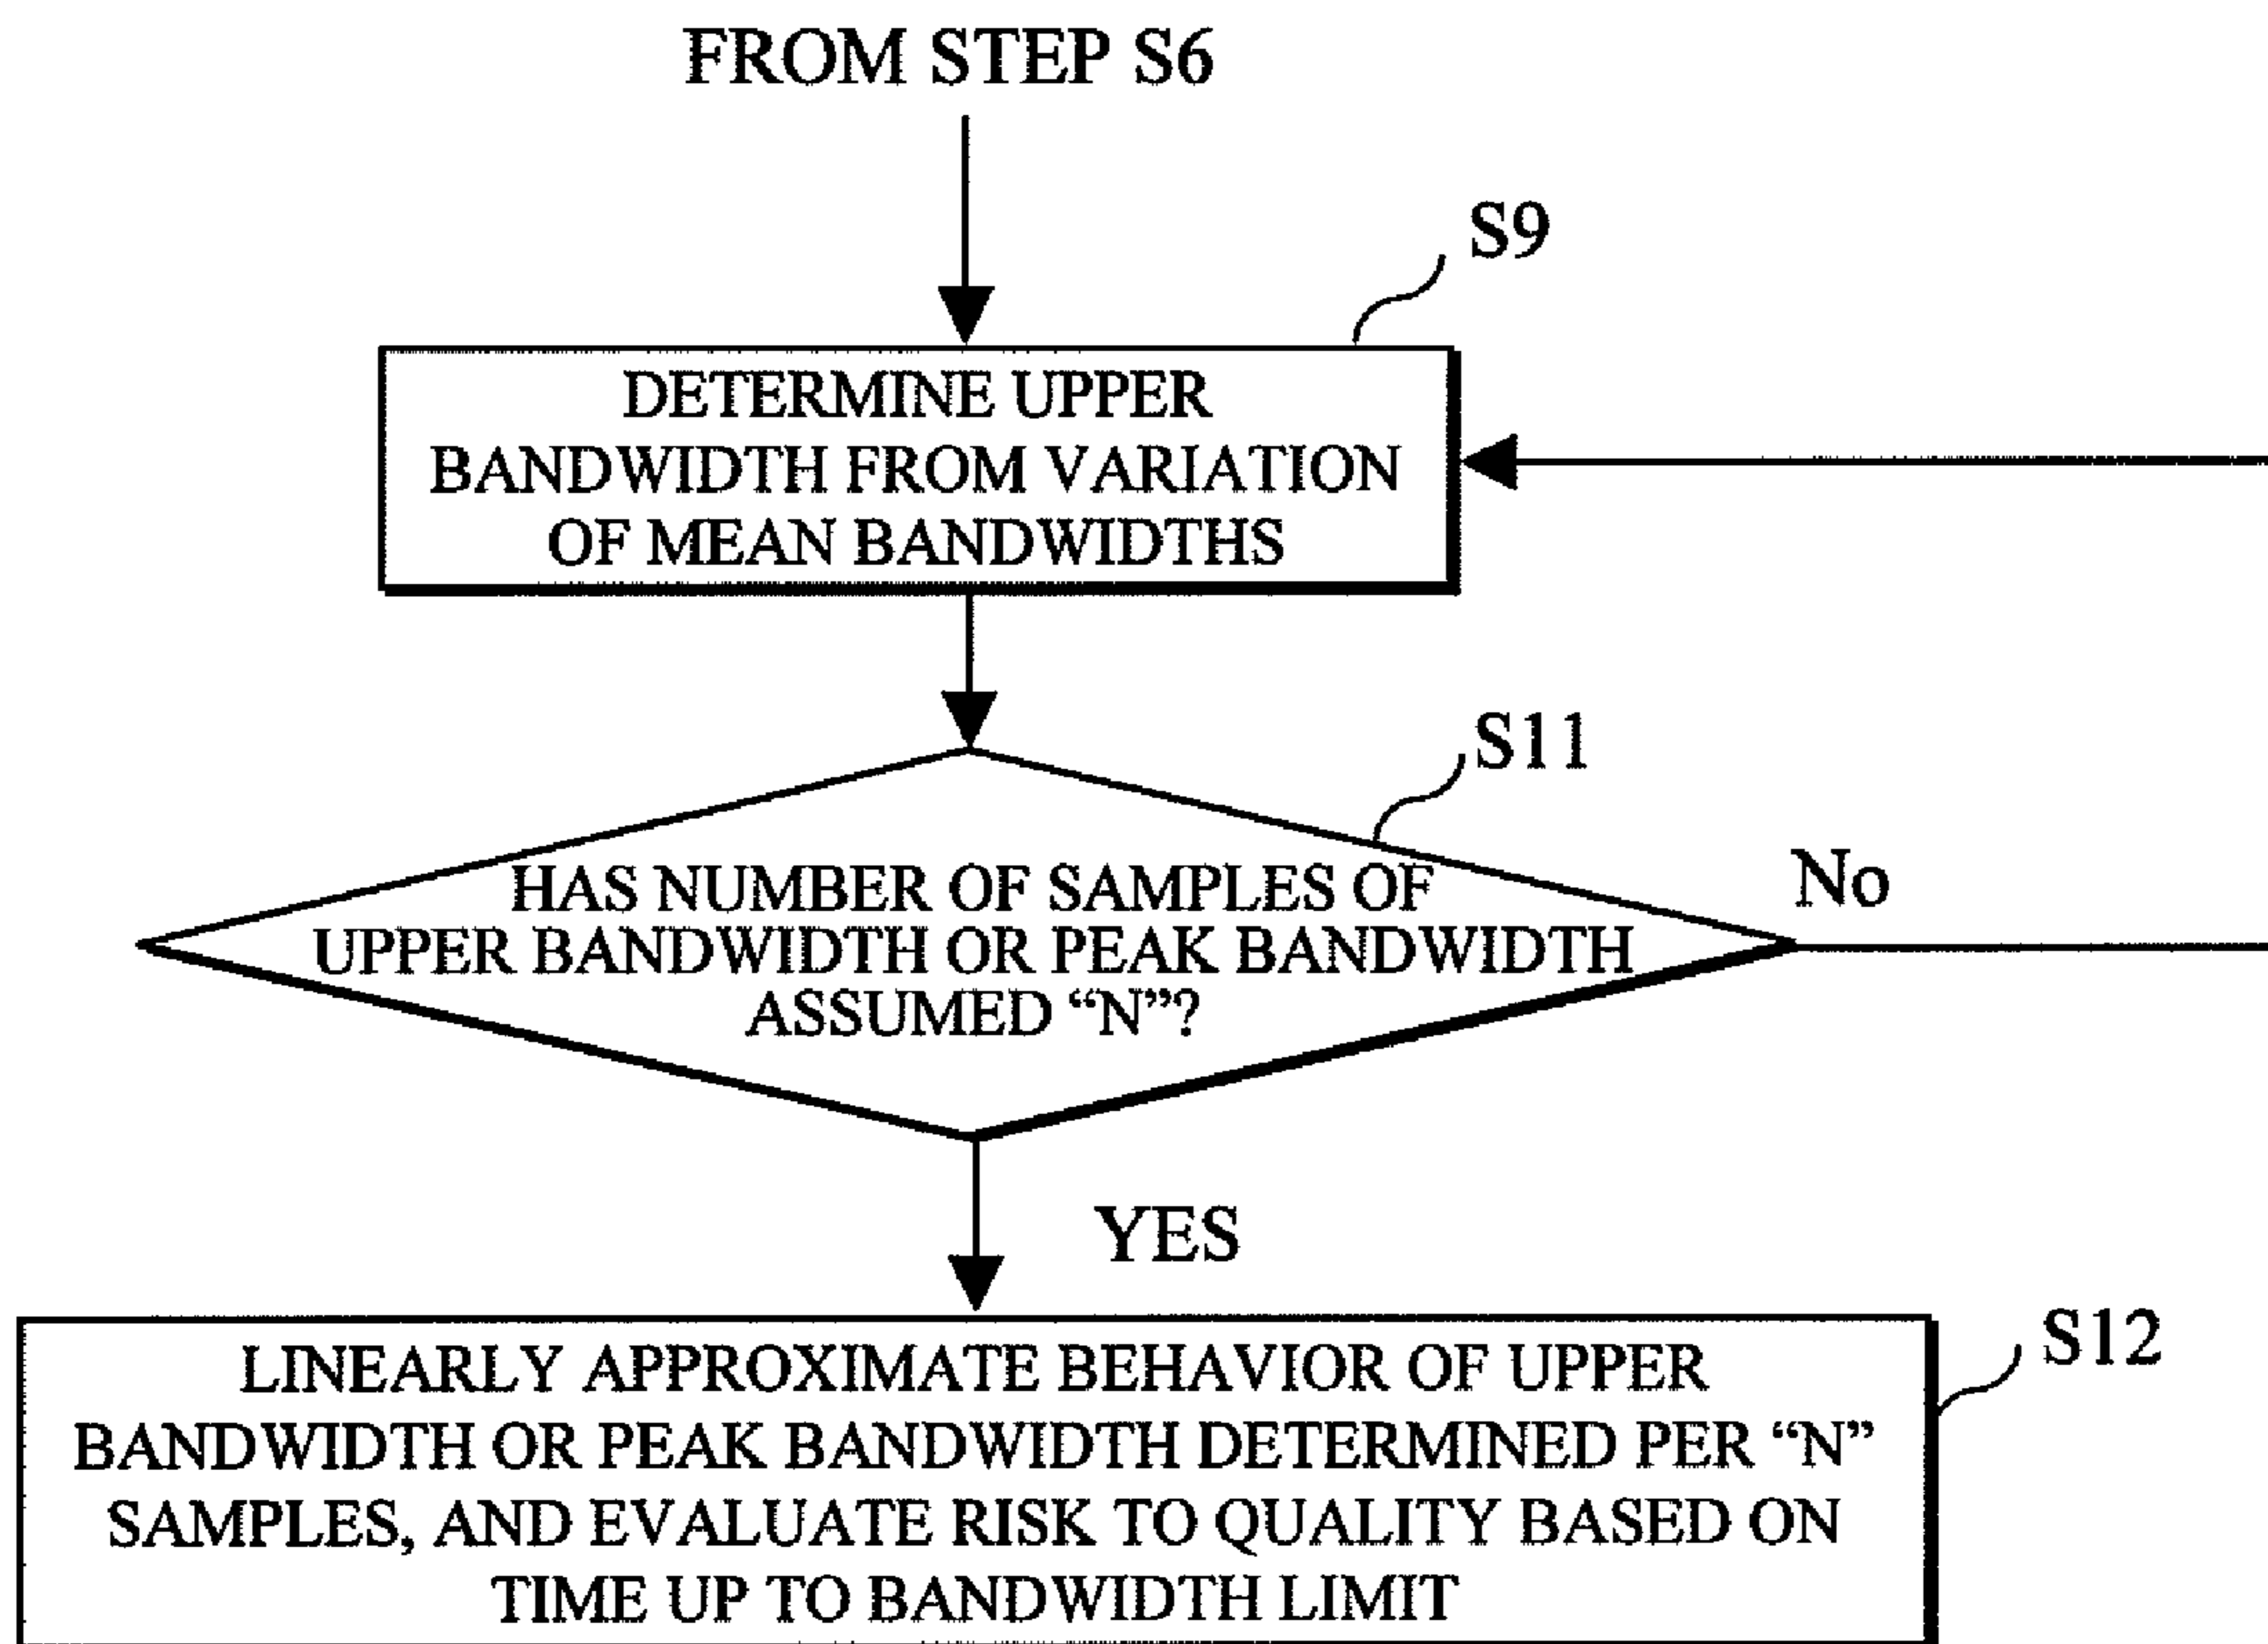 FROM STEP S6
S9
DETERMINE UPPER
BANDWIDTH FROM VARIATION
OF MEAN BANDWIDTHS
S11
HAS NUMBER OF SAMPLES OF
UPPER BANDWIDTH OR PEAK BANDWIDTH
ASSUMED “N”?
No
YES
S12
LINEARLY APPROXIMATE BEHAVIOR OF UPPER
BANDWIDTH OR PEAK BANDWIDTH DETERMINED PER “N”
SAMPLES, AND EVALUATE RISK TO QUALITY BASED ON
TIME UP TO BANDWIDTH LIMIT